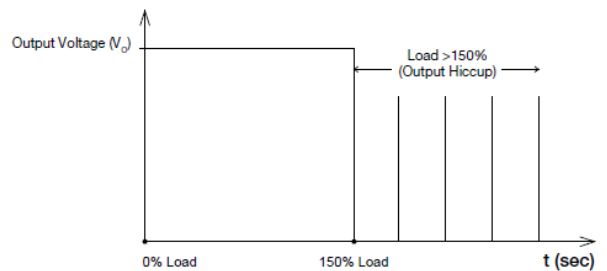 Output Voltage (Vo)
Load >150%
(Output Hiccup)
0% Load
150% Load
t (sec)